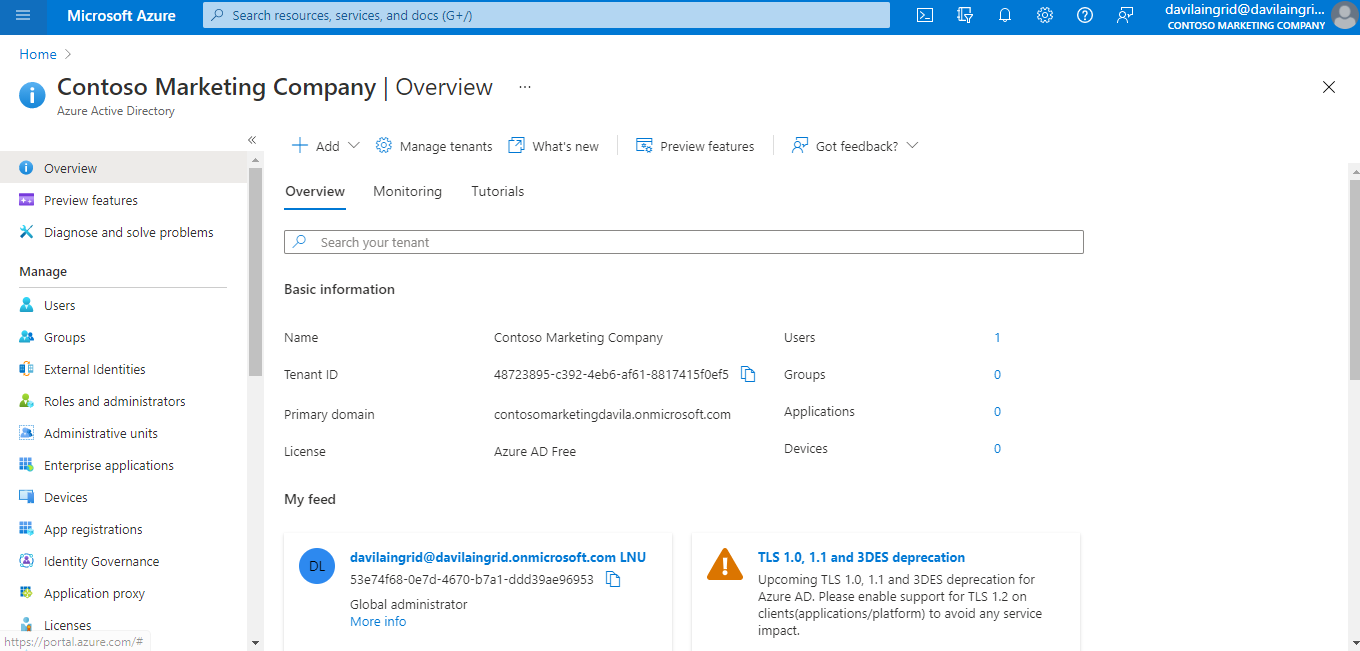 Microsoft Azure
Search resources, services, and docs (G+/)
davilaingrid@davilaingri...
CONTOSO MARKETING COMPANY
Home
Contoso Marketing Company | Overview ...
Azure Active Directory
Overview
Preview features
Diagnose and solve problems
Manage
Users
Groups
External Identities
Roles and administrators
Administrative units
Enterprise applications
Devices
App registrations
Identity Governance
Application proxy
Licenses
https://portal.azure.com/#
Add
Manage tenants
What's new
Preview features
Got feedback?
Overview
Monitoring
Tutorials
Search your tenant
Basic information
Name Contoso Marketing Company
Tenant ID 48723895-c392-4eb6-af61-8817415f0ef5
Primary domain contosomarketingdavila.onmicrosoft.com
License Azure AD Free
Users 1
Groups 0
Applications 0
Devices 0
My feed
DL
davilaingrid@davilaingrid.onmicrosoft.com LNU
53e74f68-0e7d-4670-b7a1-ddd39ae96953
Global administrator
More info
TLS 1.0, 1.1 and 3DES deprecation
Upcoming TLS 1.0, 1.1 and 3DES deprecation for
Azure AD. Please enable support for TLS 1.2 on
clients(applications/platform) to avoid any service
impact.